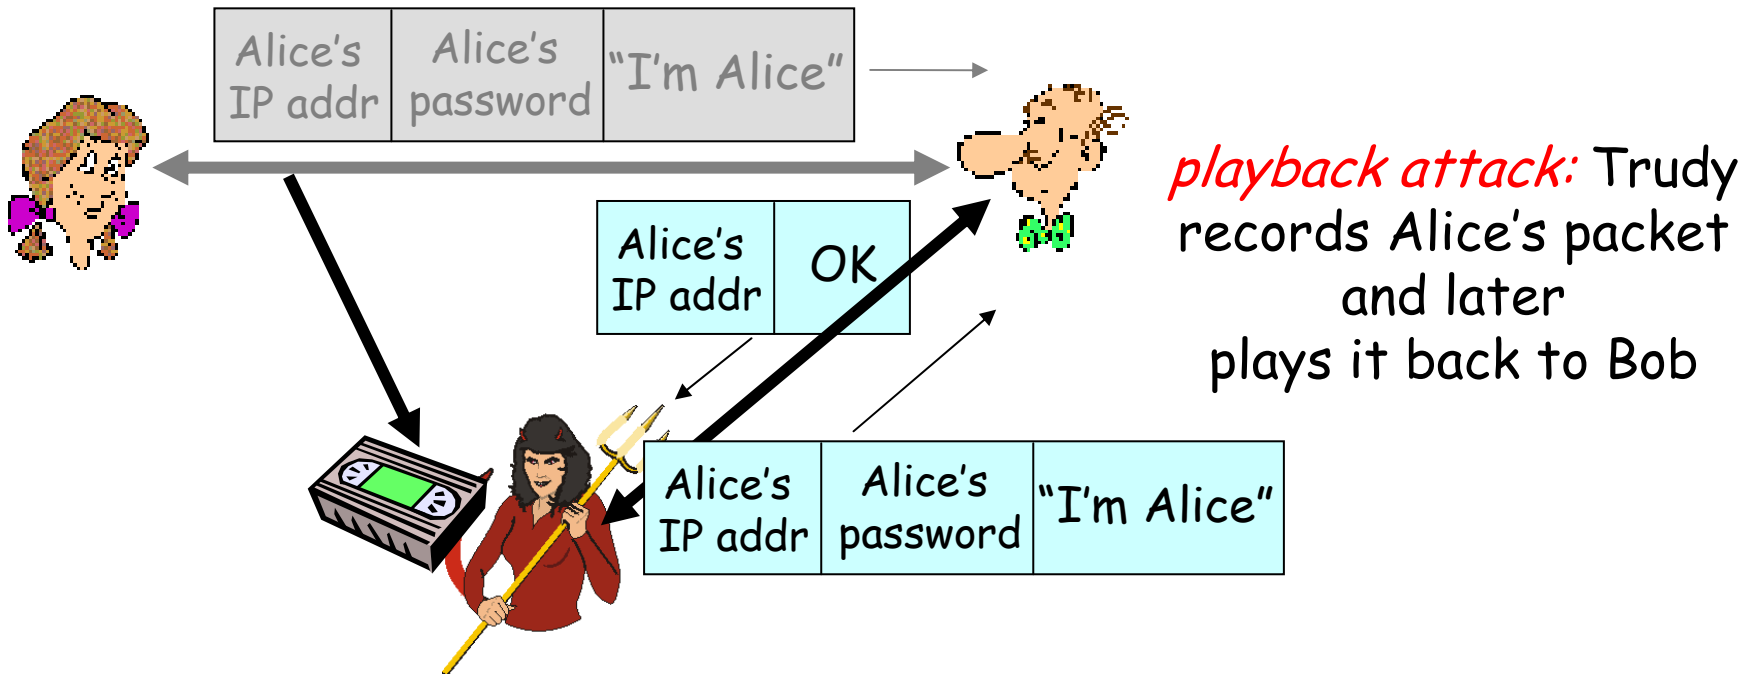 Alice’s
IP addr
Alice’s
password
“I’m Alice”
playback attack: Trudy
records Alice’s packet
and later
plays it back to Bob
Alice’s
IP addr
OK
Alice’s
IP addr
Alice’s
password
“I’m Alice”